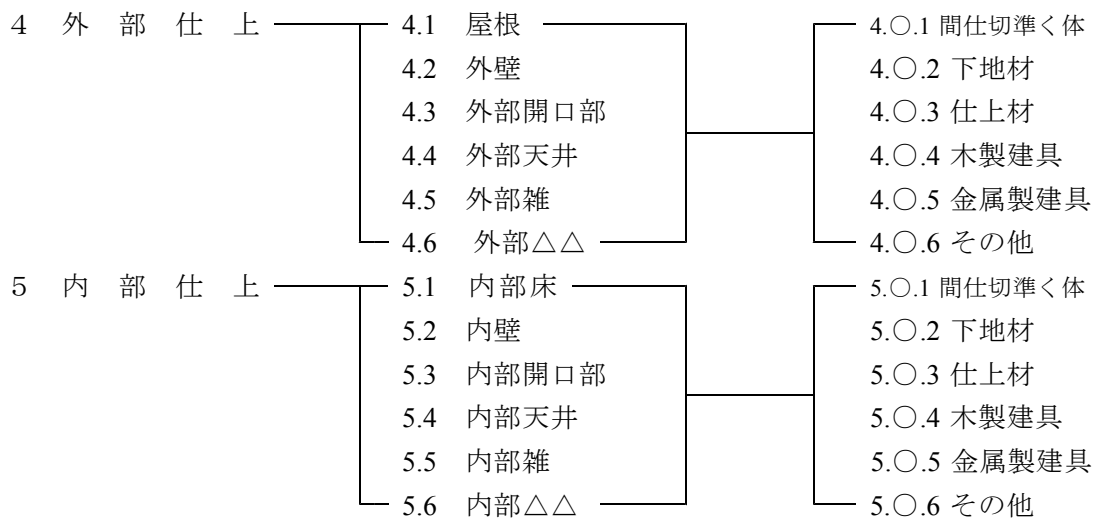 4 外部仕上 4.1 屋根 4.○.1 間仕切準く体
4.2 外壁 4.○.2 下地材
4.3 外部開口部 4.○.3 仕上材
4.4 外部天井 4.○.4 木製建具
4.5 外部雑 4.○.5 金属製建具
4.6 外部△△ 4.○.6 その他
5 内部仕上 5.1 内部床 5.○.1 間仕切準く体
5.2 内壁 5.○.2 下地材
5.3 内部開口部 5.○.3 仕上材
5.4 内部天井 5.○.4 木製建具
5.5 内部雑 5.○.5 金属製建具
5.6 内部△△ 5.○.6 その他